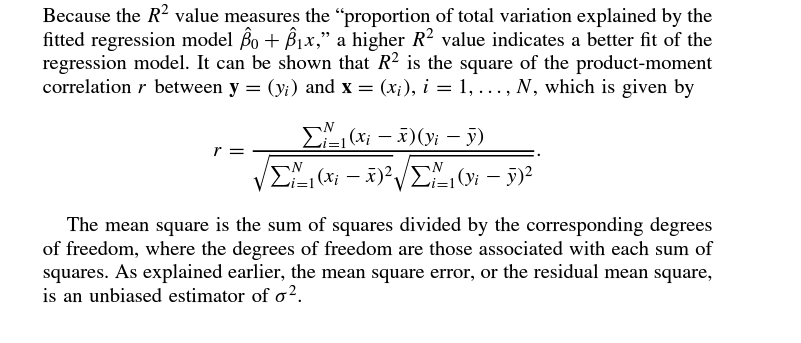 Because the R² value measures the “proportion of total variation explained by the
fitted regression model β̂₀ + β̂₁x,” a higher R² value indicates a better fit of the
regression model. It can be shown that R² is the square of the product-moment
correlation r between y = (yᵢ) and x = (xᵢ), i = 1, . . . , N, which is given by
r = ∑ᵢ₌₁ᴺ(xᵢ − x̄)(yᵢ − ȳ) / √∑ᵢ₌₁ᴺ(xᵢ − x̄)² √∑ᵢ₌₁ᴺ(yᵢ − ȳ)² .
The mean square is the sum of squares divided by the corresponding degrees
of freedom, where the degrees of freedom are those associated with each sum of
squares. As explained earlier, the mean square error, or the residual mean square,
is an unbiased estimator of σ².